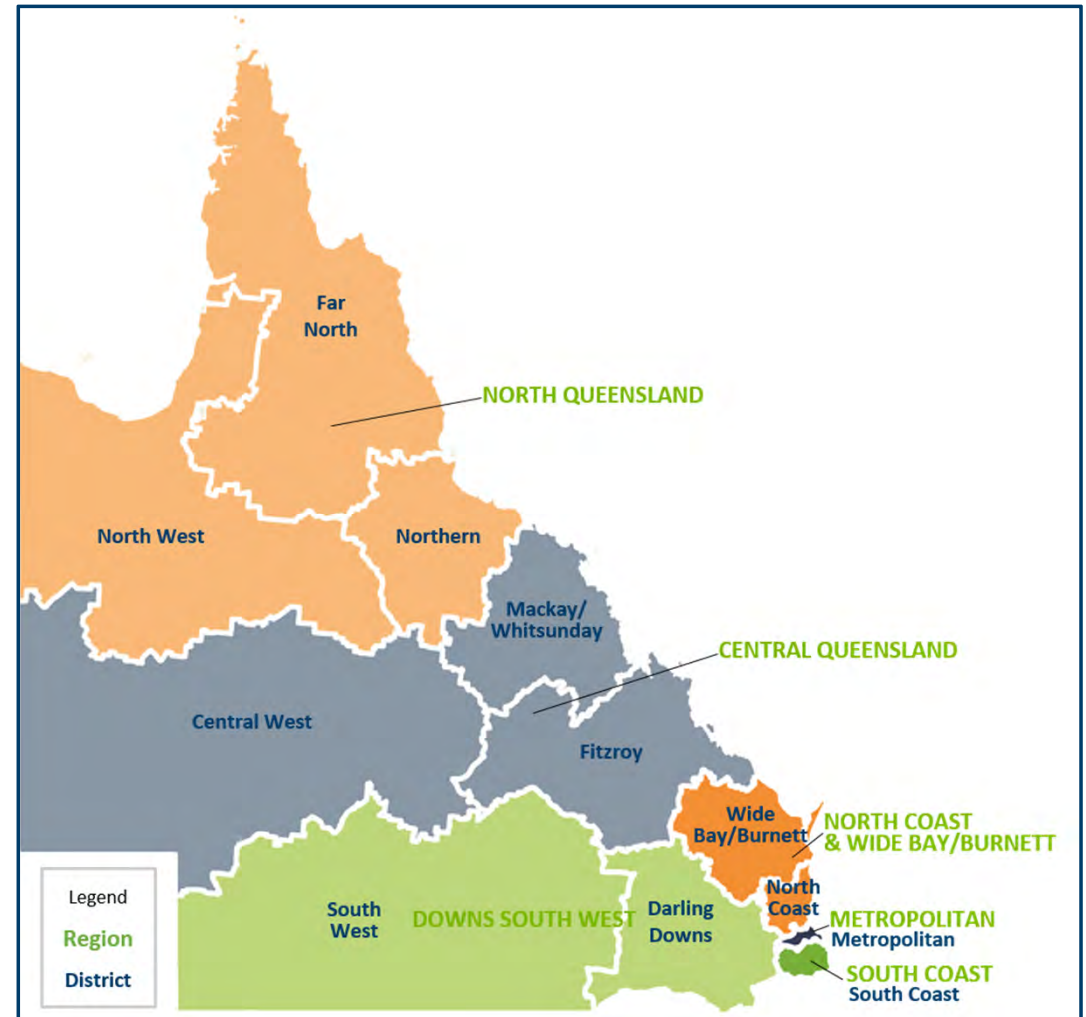 Far
North
NORTH QUEENSLAND
North West
Northern
Mackay/
Whitsunday
CENTRAL QUEENSLAND
Central West
Fitzroy
Wide
Bay/Burnett
NORTH COAST
& WIDE BAY/BURNETT
North
Coast
South
West
DOWNS SOUTH WEST
Darling
Downs
METROPOLITAN
Metropolitan
SOUTH COAST
South Coast
Legend
Region
District